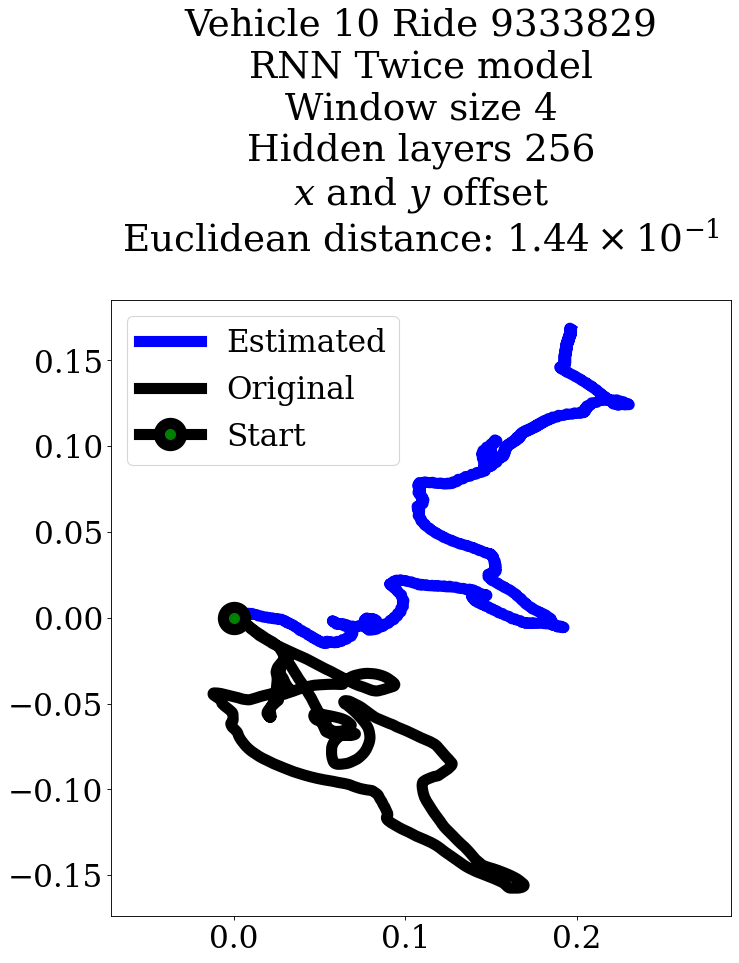 Vehicle 10 Ride 9333829
RNN Twice model
Window size 4
Hidden layers 256
x and y offset
Euclidean distance: 1.44 × 10⁻¹
Estimated
Original
Start
0.15
0.10
0.05
0.00
−0.05
−0.10
−0.15
0.0 0.1 0.2